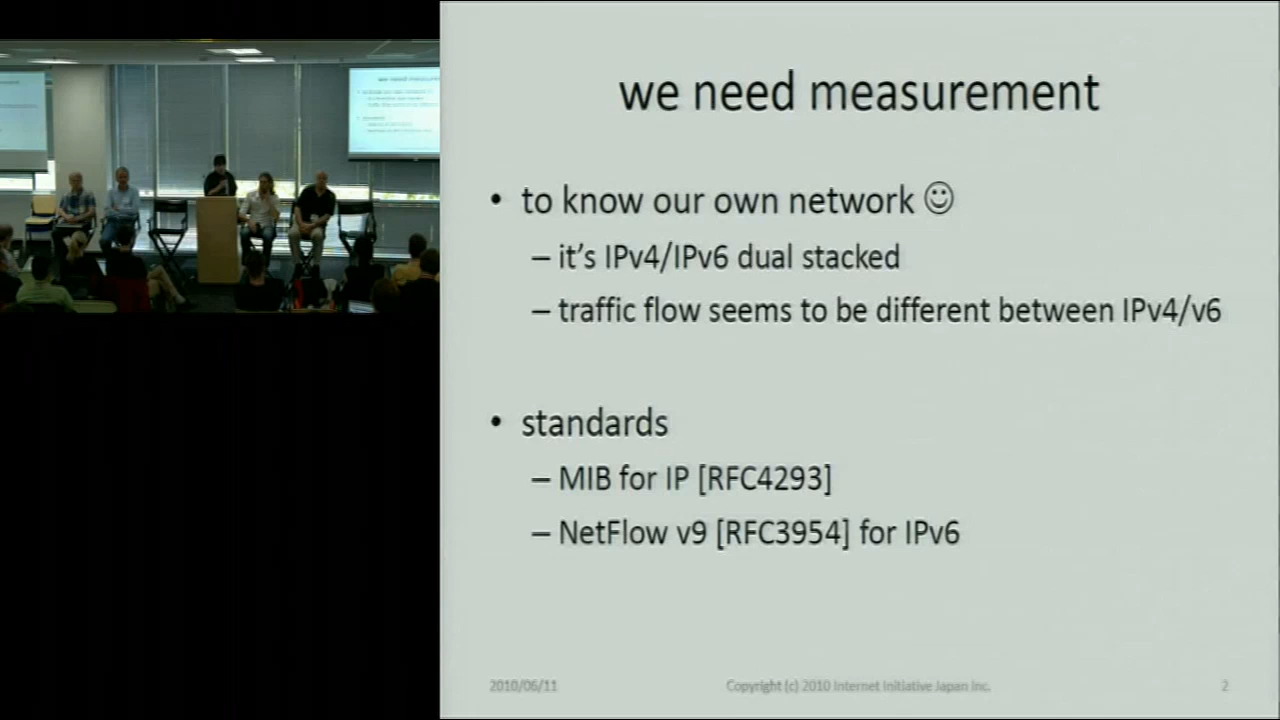 we need measurement
• to know our own network ☺
– it's IPv4/IPv6 dual stacked
– traffic flow seems to be different between IPv4/v6
• standards
– MIB for IP [RFC4293]
– NetFlow v9 [RFC3954] for IPv6
2010/06/11
Copyright (c) 2010 Internet Initiative Japan Inc.
2